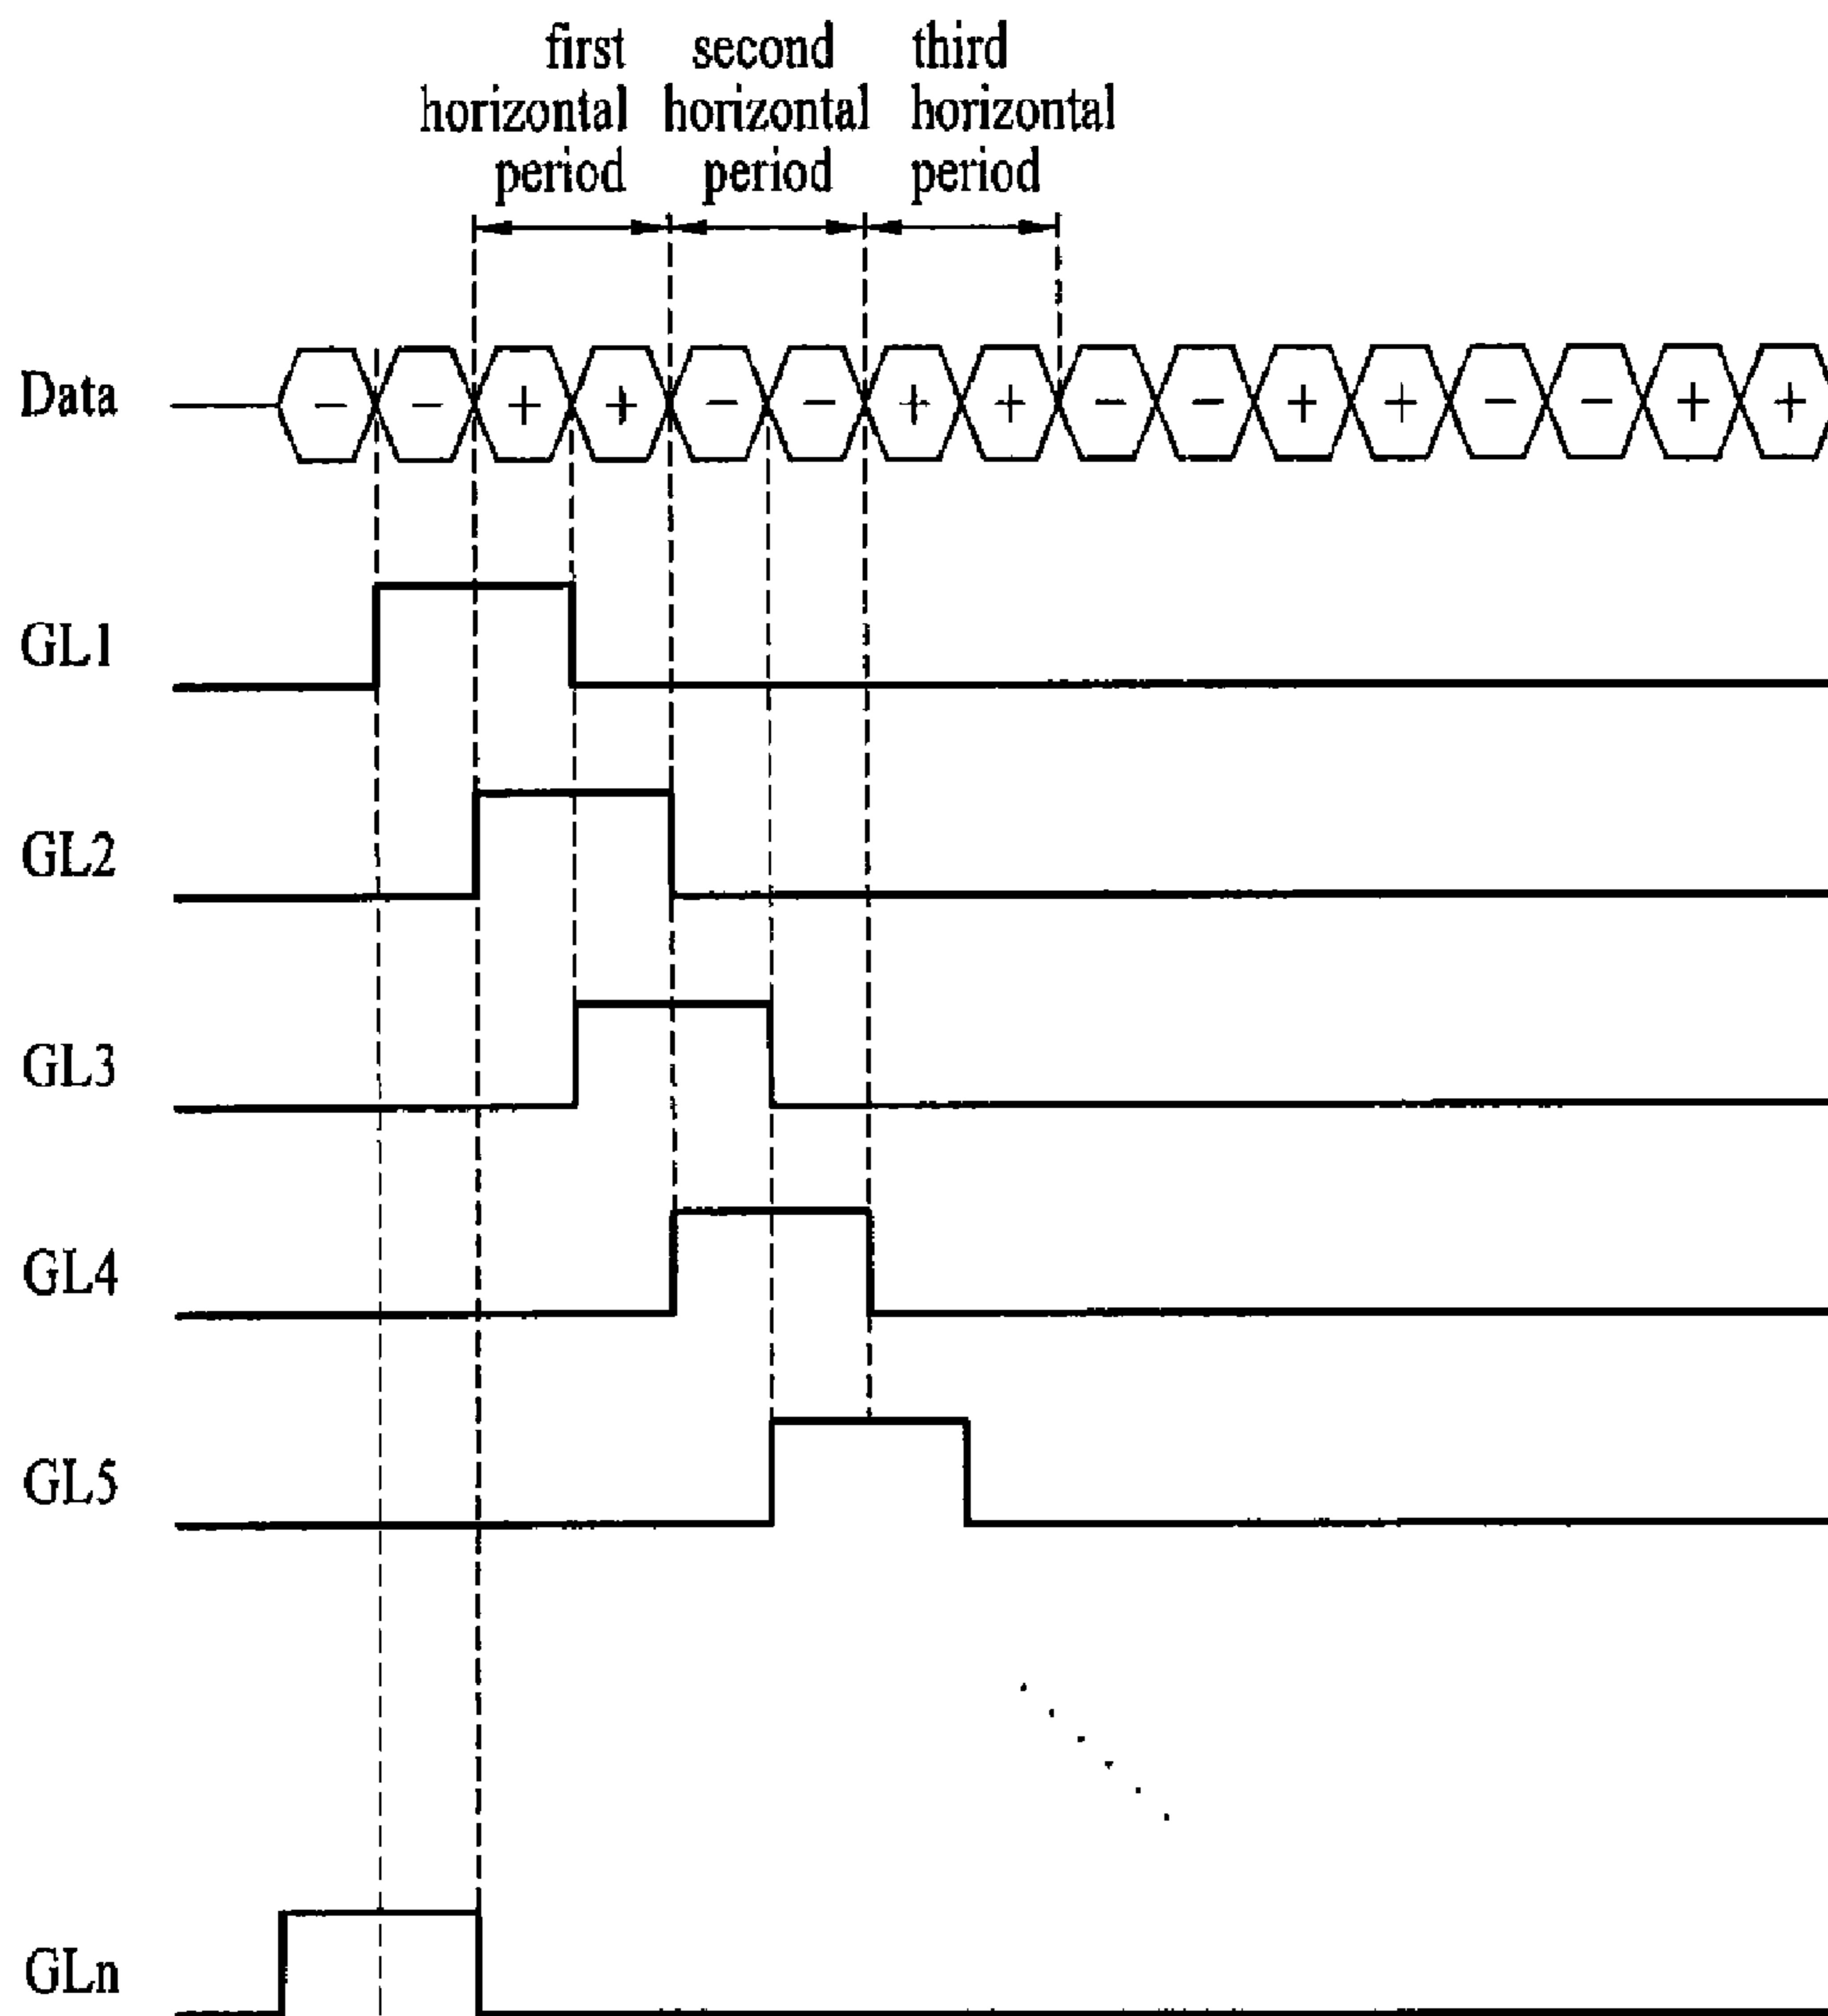 first
horizontal
period
second
horizontal
period
third
horizontal
period
Data − − + + − − + + − − + + − − + +
GL1
GL2
GL3
GL4
GL5
GLn